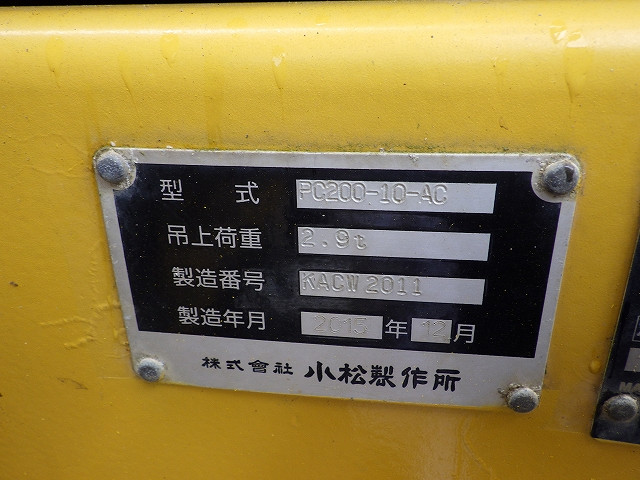 型 式 PC200-10-AC
吊上荷重 2.9t
製造番号 KACW2011
製造年月 2015 年 12 月
株式會社 小松製作所